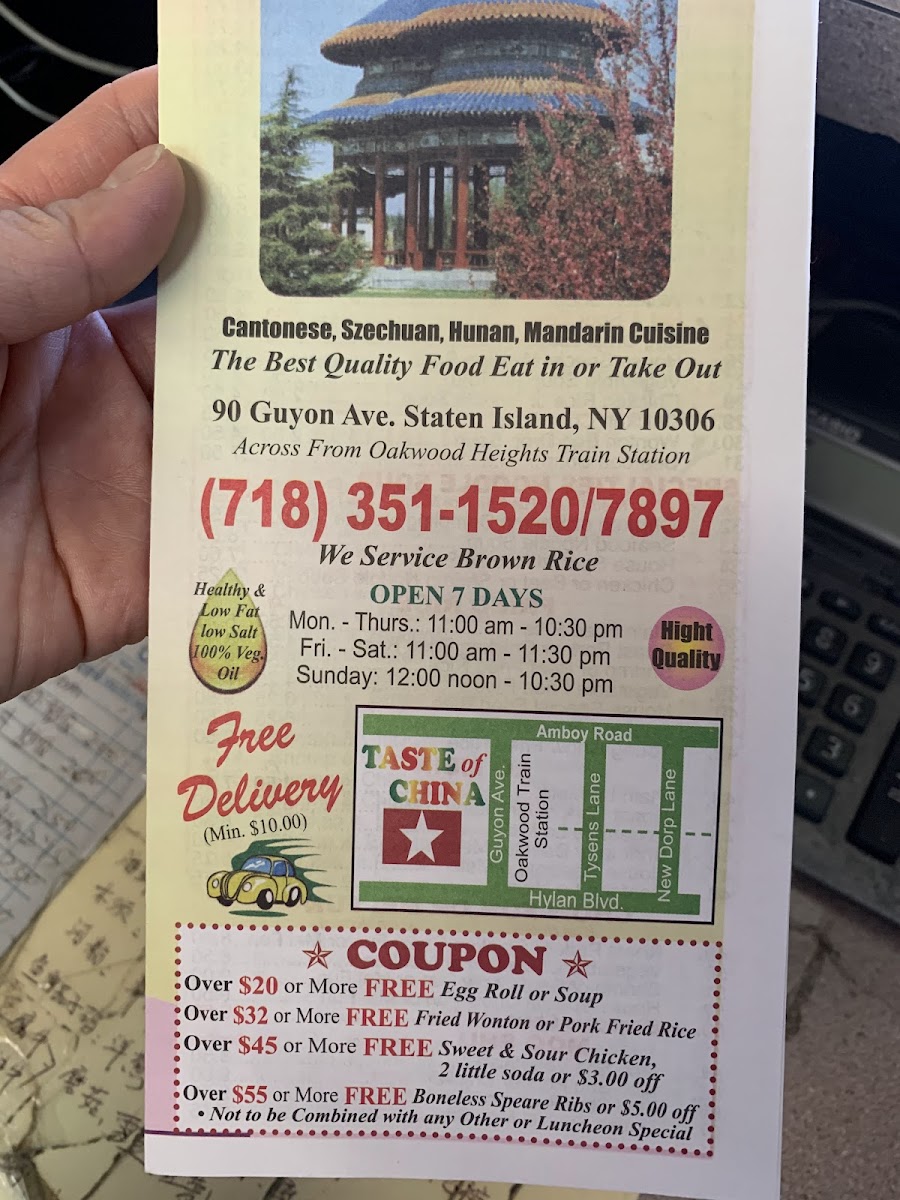 Cantonese, Szechuan, Hunan, Mandarin Cuisine
The Best Quality Food Eat in or Take Out
90 Guyon Ave. Staten Island, NY 10306
Across From Oakwood Heights Train Station
(718) 351-1520/7897
We Service Brown Rice
Healthy &
Low Fat
low Salt
100% Veg.
Oil
OPEN 7 DAYS
Mon. - Thurs.: 11:00 am - 10:30 pm
Fri. - Sat.: 11:00 am - 11:30 pm
Sunday: 12:00 noon - 10:30 pm
Hight
Quality
Free
Delivery
(Min. $10.00)
Amboy Road
TASTE of
CHINA
Guyon Ave.
Oakwood Train
Station
Tysens Lane
New Dorp Lane
Hylan Blvd.
COUPON
Over $20 or More FREE Egg Roll or Soup
Over $32 or More FREE Fried Wonton or Pork Fried Rice
Over $45 or More FREE Sweet & Sour Chicken,
2 little soda or $3.00 off
Over $55 or More FREE Boneless Speare Ribs or $5.00 off
• Not to be Combined with any Other or Luncheon Special
8
9
5
6
3